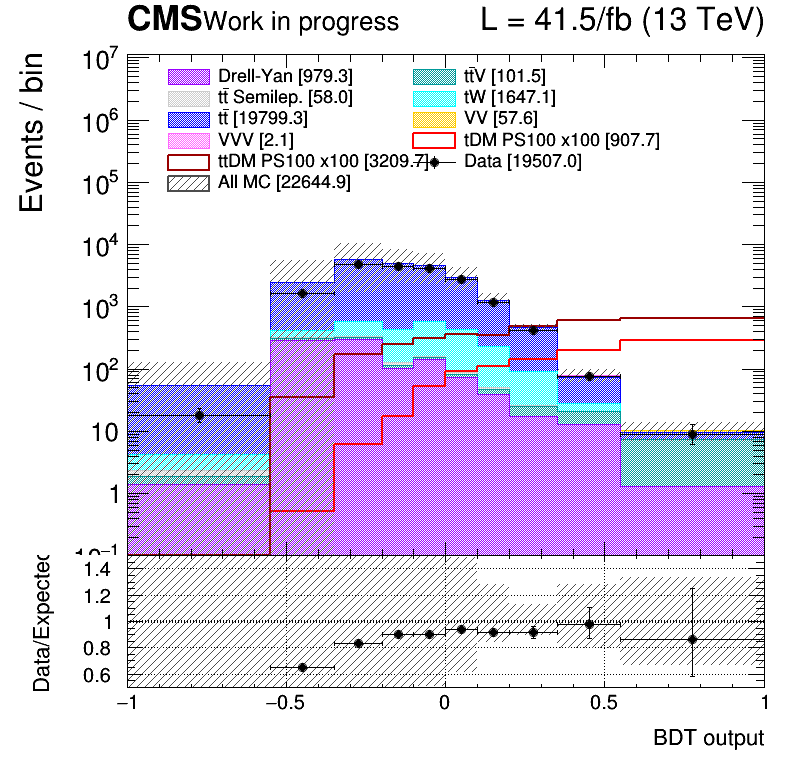 CMS Work in progress L = 41.5/fb (13 TeV)
Events / bin
10⁷
10⁶
10⁵
10⁴
10³
10²
10
1
10⁻¹
Drell-Yan [979.3] tt̄V [101.5]
tt̄ Semilep. [58.0] tW [1647.1]
tt̄ [19799.3] VV [57.6]
VVV [2.1] tDM PS100 x100 [907.7]
ttDM PS100 x100 [3209.7] Data [19507.0]
All MC [22644.9]
Data/Expected
1.4
1.2
1
0.8
0.6
−1 −0.5 0 0.5 1
BDT output